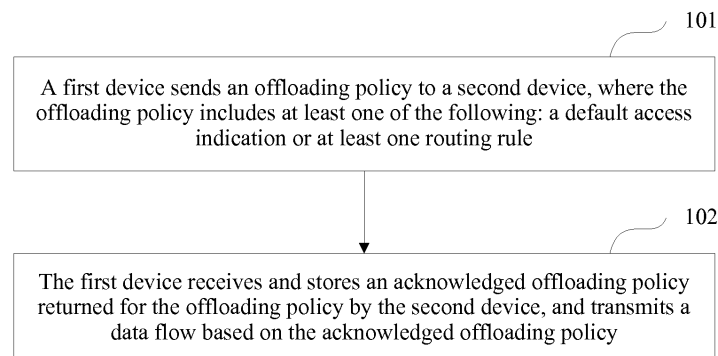 101
A first device sends an offloading policy to a second device, where the
offloading policy includes at least one of the following: a default access
indication or at least one routing rule
102
The first device receives and stores an acknowledged offloading policy
returned for the offloading policy by the second device, and transmits a
data flow based on the acknowledged offloading policy